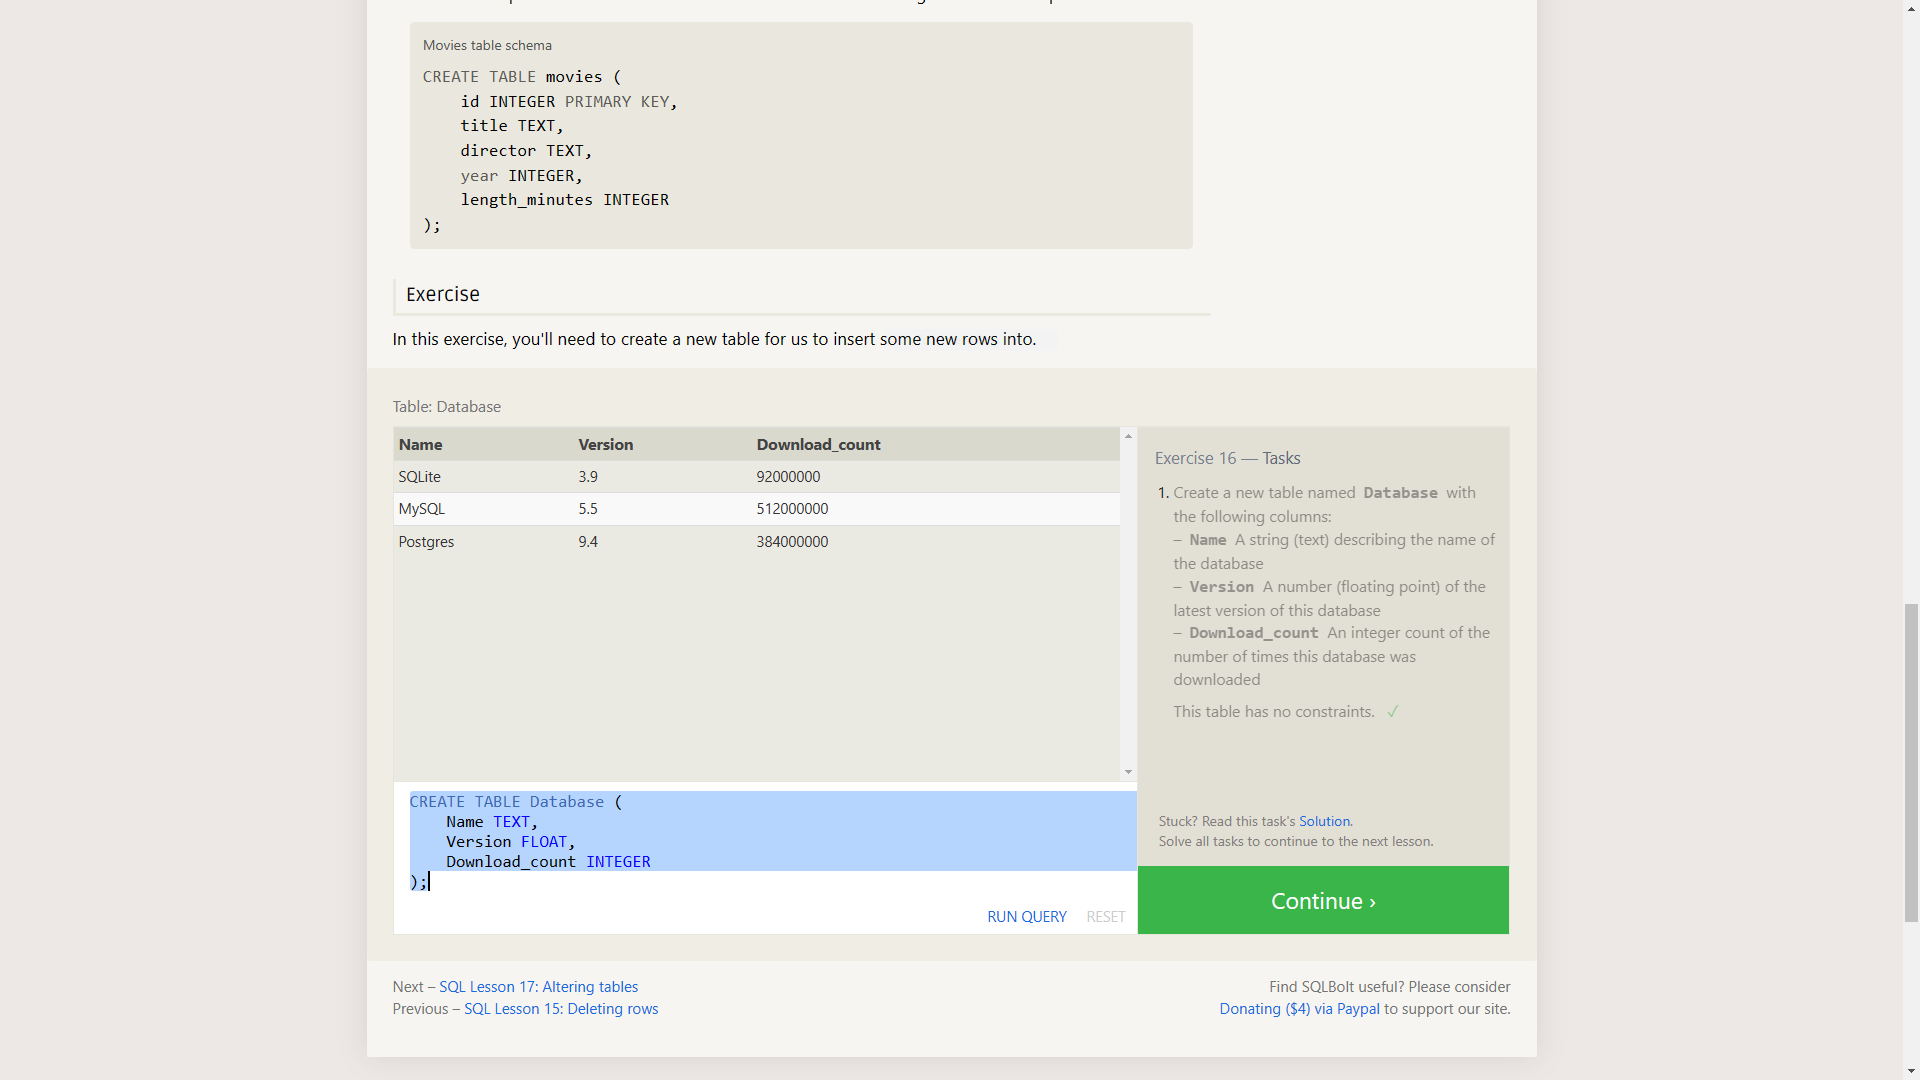 Movies table schema
CREATE TABLE movies (
id INTEGER PRIMARY KEY,
title TEXT,
director TEXT,
year INTEGER,
length_minutes INTEGER
);
Exercise
In this exercise, you'll need to create a new table for us to insert some new rows into.
Table: Database
Name Version Download_count
SQLite 3.9 92000000
MySQL 5.5 512000000
Postgres 9.4 384000000
Exercise 16 — Tasks
1. Create a new table named Database with
the following columns:
– Name A string (text) describing the name of
the database
– Version A number (floating point) of the
latest version of this database
– Download_count An integer count of the
number of times this database was
downloaded
This table has no constraints. ✓
CREATE TABLE Database (
Name TEXT,
Version FLOAT,
Download_count INTEGER
);
RUN QUERY RESET
Stuck? Read this task's Solution.
Solve all tasks to continue to the next lesson.
Continue ›
Next – SQL Lesson 17: Altering tables
Previous – SQL Lesson 15: Deleting rows
Find SQLBolt useful? Please consider
Donating ($4) via Paypal to support our site.